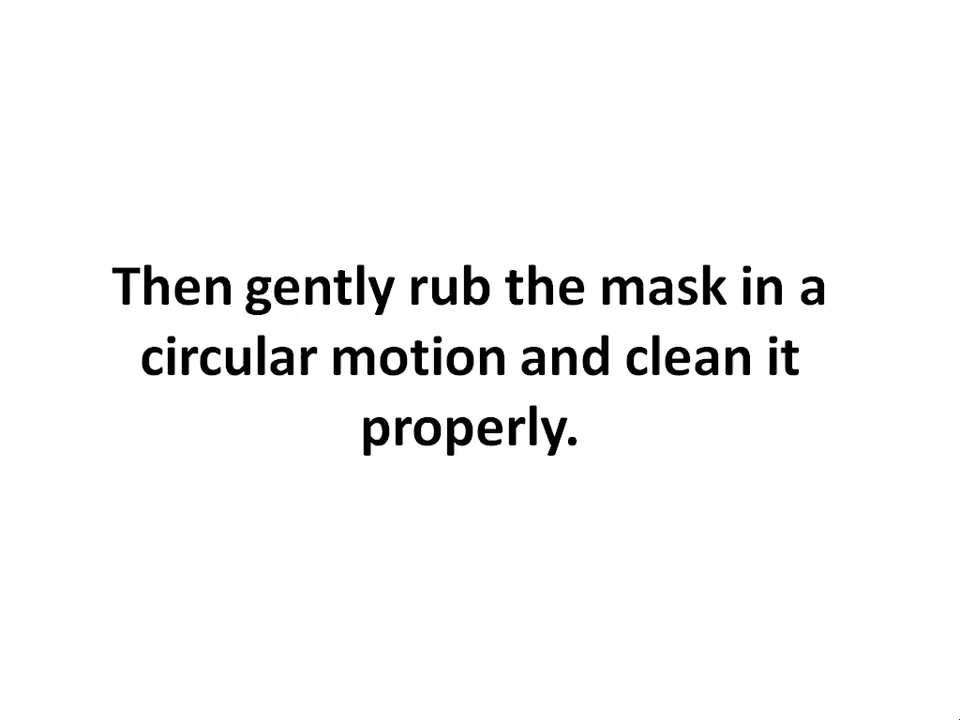 Then gently rub the mask in a
circular motion and clean it
properly.